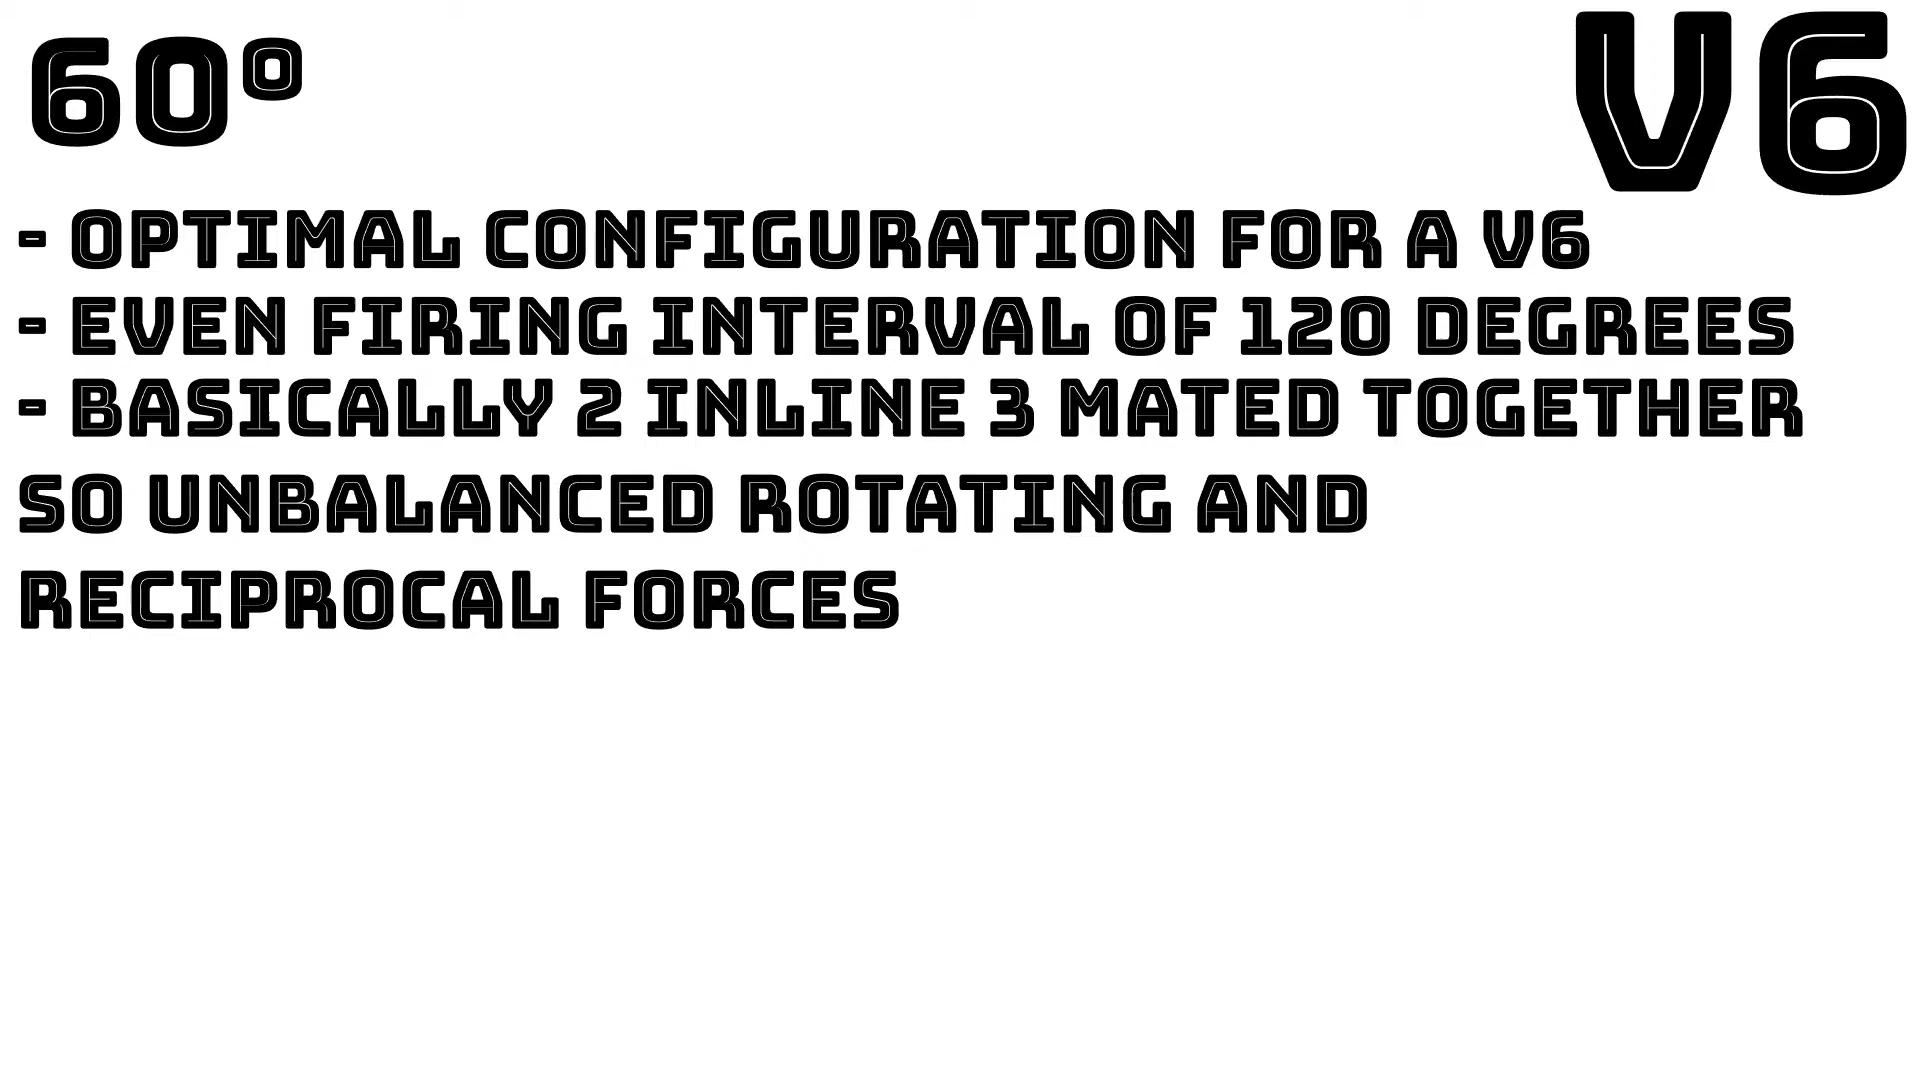 60°
V6
- OPTIMAL CONFIGURATION FOR A V6
- EVEN FIRING INTERVAL OF 120 DEGREES
- BASICALLY 2 INLINE 3 MATED TOGETHER
SO UNBALANCED ROTATING AND
RECIPROCAL FORCES